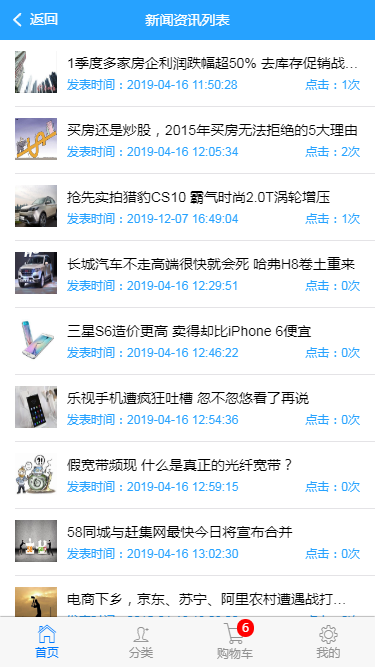 返回
新闻资讯列表
1季度多家房企利润跌幅超50% 去库存促销战…
发表时间：2019-04-16 11:50:28 点击：1次
买房还是炒股，2015年买房无法拒绝的5大理由
发表时间：2019-04-16 12:05:34 点击：2次
抢先实拍猎豹CS10 霸气时尚2.0T涡轮增压
发表时间：2019-12-07 16:49:04 点击：1次
长城汽车不走高端很快就会死 哈弗H8卷土重来
发表时间：2019-04-16 12:29:51 点击：0次
三星S6造价更高 卖得却比iPhone 6便宜
发表时间：2019-04-16 12:46:22 点击：0次
乐视手机遭疯狂吐槽 忍不忍您看了再说
发表时间：2019-04-16 12:54:36 点击：0次
假宽带频现 什么是真正的光纤宽带？
发表时间：2019-04-16 12:59:15 点击：0次
58同城与赶集网最快今日将宣布合并
发表时间：2019-04-16 13:02:30 点击：0次
电商下乡，京东、苏宁、阿里农村遭遇战打…
6
首页 分类 购物车 我的